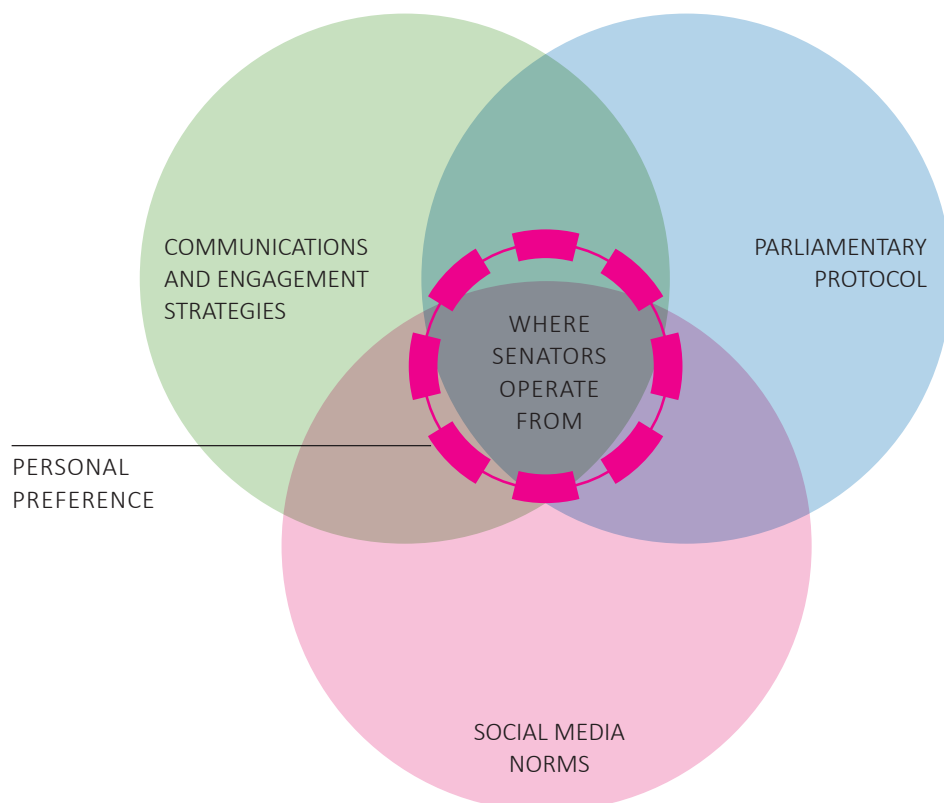 COMMUNICATIONS
AND ENGAGEMENT
STRATEGIES
PARLIAMENTARY
PROTOCOL
WHERE
SENATORS
OPERATE
FROM
PERSONAL
PREFERENCE
SOCIAL MEDIA
NORMS